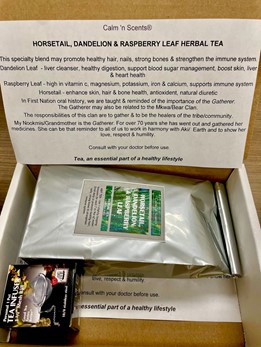 Calm 'n Scents®
HORSETAIL, DANDELION & RASPBERRY LEAF HERBAL TEA
This specialty blend may promote healthy hair, nails, strong bones & strengthen the immune system.
Dandelion Leaf - liver cleanser, healthy digestion, support blood sugar management, boost skin, liver
& heart health
Raspberry Leaf - high in vitamin c, magnesium, potassium, iron & calcium, supports immune system
Horsetail - enhance skin, hair & bone health, antioxidant, natural diuretic
In First Nation oral history, we are taught & reminded of the importance of the Gatherer.
The Gatherer may also be related to the Miwa/Bear Clan.
The responsibilities of this clan are to gather & to be the healers of the tribe/community.
My Nookmis/Grandmother is the Gatherer. For over 70 years she has went out and gathered her
medicines. She can be that reminder to all of us to work in harmony with Aki/ Earth and to show her
love, respect & humility.
Consult with your doctor before use.
Tea, an essential part of a healthy lifestyle
HORSETAIL
DANDELION
& RASPBERRY
LEAF
TEA INFUSER
love, respect & humility
with your doctor before use.
essential part of a healthy lifestyle